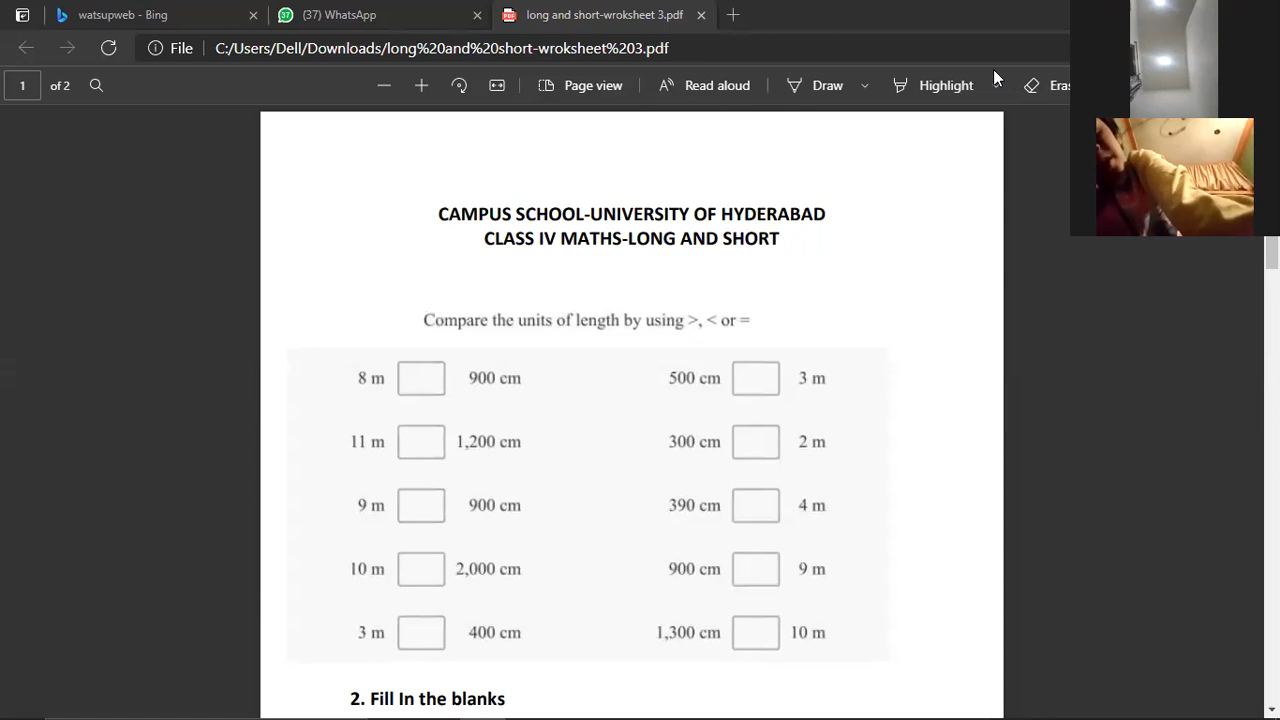 watsupweb - Bing
37 (37) WhatsApp
PDF long and short-wroksheet 3.pdf
File C:/Users/Dell/Downloads/long%20and%20short-wroksheet%203.pdf
1 of 2 Page view Read aloud Draw Highlight Eras
CAMPUS SCHOOL-UNIVERSITY OF HYDERABAD
CLASS IV MATHS-LONG AND SHORT
Compare the units of length by using >, < or =
8 m 900 cm 500 cm 3 m
11 m 1,200 cm 300 cm 2 m
9 m 900 cm 390 cm 4 m
10 m 2,000 cm 900 cm 9 m
3 m 400 cm 1,300 cm 10 m
2. Fill In the blanks